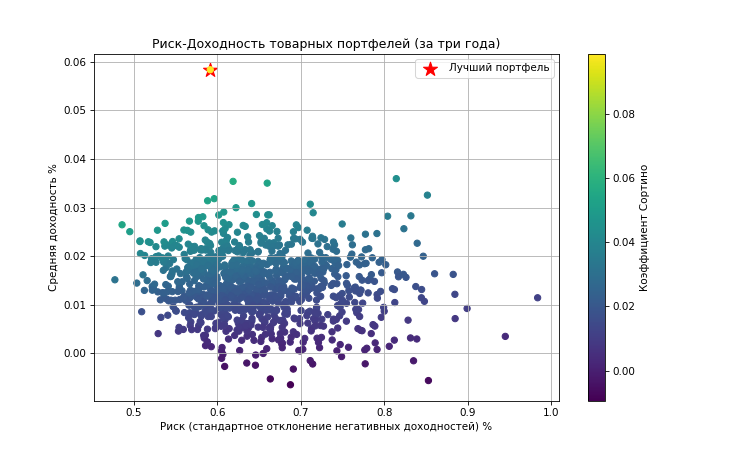 Риск-Доходность товарных портфелей (за три года)
Лучший портфель
Средняя доходность %
0.06
0.05
0.04
0.03
0.02
0.01
0.00
0.5 0.6 0.7 0.8 0.9 1.0
Риск (стандартное отклонение негативных доходностей) %
0.08
0.06
0.04
0.02
0.00
Коэффициент Сортино